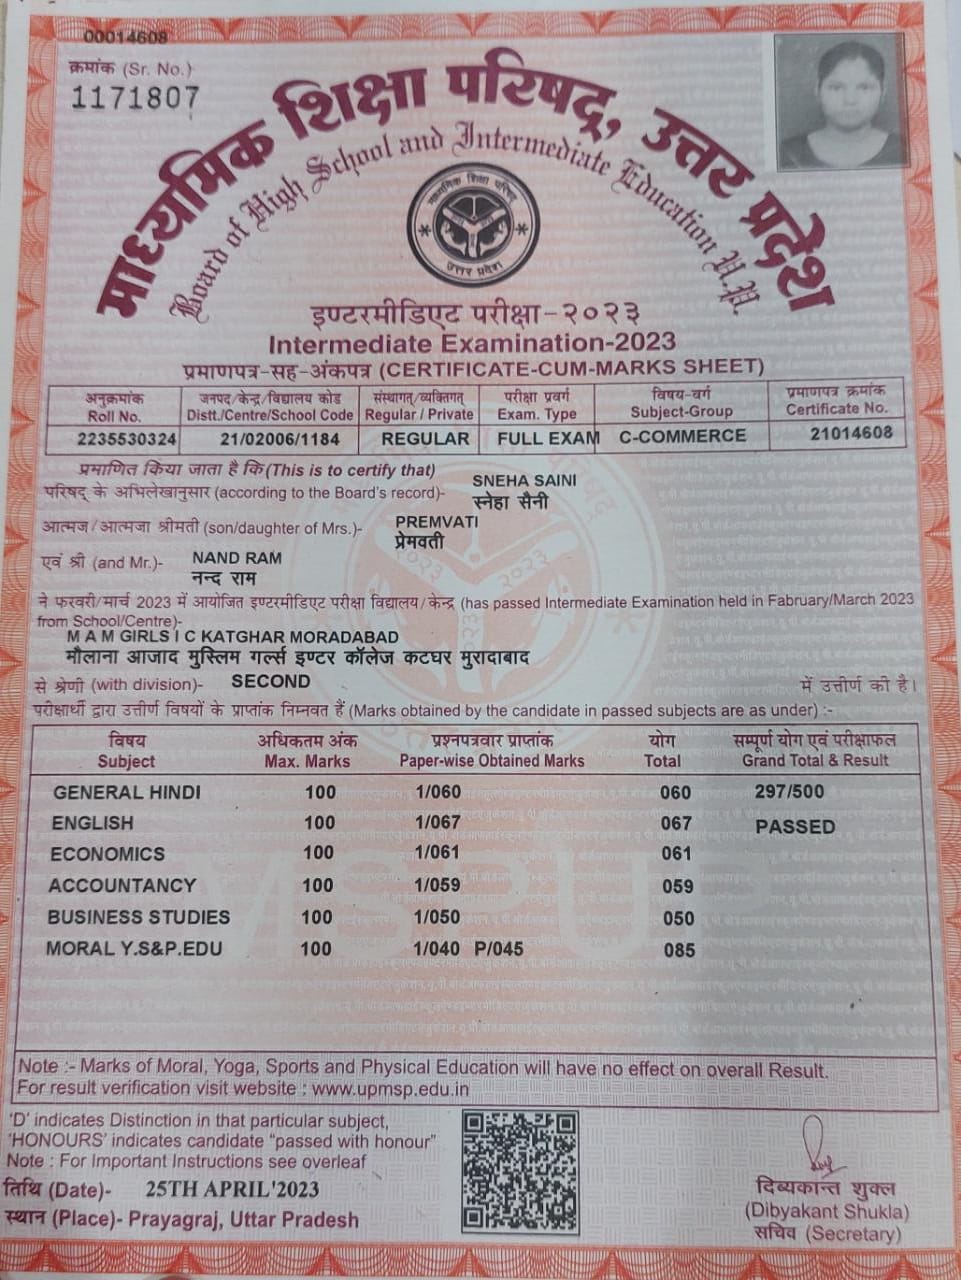 00014608
क्रमांक (Sr. No.)
1171807
माध्यमिक शिक्षा परिषद्, उत्तर प्रदेश
Board of High School and Intermediate Education U.P.
माध्यमिक शिक्षा परिषद्
उत्तर प्रदेश
इण्टरमीडिएट परीक्षा-२०२३
Intermediate Examination-2023
प्रमाणपत्र-सह-अंकपत्र (CERTIFICATE-CUM-MARKS SHEET)
अनुक्रमांक जनपद/केन्द्र/विद्यालय कोड संस्थागत्/व्यक्तिगत् परीक्षा प्रवर्ग विषय-वर्ग प्रमाणपत्र क्रमांक
Roll No. Distt./Centre/School Code Regular / Private Exam. Type Subject-Group Certificate No.
2235530324 21/02006/1184 REGULAR FULL EXAM C-COMMERCE 21014608
प्रमाणित किया जाता है कि(This is to certify that) SNEHA SAINI
परिषद् के अभिलेखानुसार (according to the Board's record)- स्नेहा सैनी
आत्मज/आत्मजा श्रीमती (son/daughter of Mrs.)- PREMVATI
प्रेमवती
एवं श्री (and Mr.)- NAND RAM
नन्द राम
ने फरवरी/मार्च 2023 में आयोजित इण्टरमीडिएट परीक्षा विद्यालय/केन्द्र (has passed Intermediate Examination held in Fabruary/March 2023
from School/Centre)-
M A M GIRLS I C KATGHAR MORADABAD
मौलाना आजाद मुस्लिम गर्ल्स इण्टर कॉलेज कटघर मुरादाबाद
से श्रेणी (with division)- SECOND में उत्तीर्ण की है।
परीक्षार्थी द्वारा उत्तीर्ण विषयों के प्राप्तांक निम्नवत हैं (Marks obtained by the candidate in passed subjects are as under) :-
विषय अधिकतम अंक प्रश्नपत्रवार प्राप्तांक योग सम्पूर्ण योग एवं परीक्षाफल
Subject Max. Marks Paper-wise Obtained Marks Total Grand Total & Result
GENERAL HINDI 100 1/060 060 297/500
ENGLISH 100 1/067 067 PASSED
ECONOMICS 100 1/061 061
ACCOUNTANCY 100 1/059 059
BUSINESS STUDIES 100 1/050 050
MORAL Y.S&P.EDU 100 1/040 P/045 085
Note :- Marks of Moral, Yoga, Sports and Physical Education will have no effect on overall Result.
For result verification visit website : www.upmsp.edu.in
'D' indicates Distinction in that particular subject,
'HONOURS' indicates candidate "passed with honour"
Note : For Important Instructions see overleaf
तिथि (Date)- 25TH APRIL'2023
स्थान (Place)- Prayagraj, Uttar Pradesh
दिब्यकान्त शुक्ल
(Dibyakant Shukla)
सचिव (Secretary)